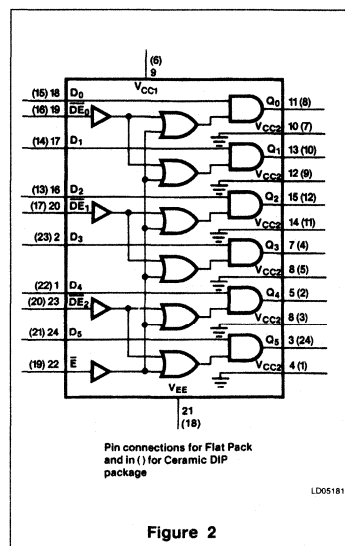 (6)
9
VCC1
(15) 18 D0
(16) 19 DE0
Q0 11 (8)
VCC2 10 (7)
(14) 17 D1
Q1 13 (10)
VCC2 12 (9)
(13) 16 D2
(17) 20 DE1
Q2 15 (12)
VCC2 14 (11)
(23) 2 D3
Q3 7 (4)
VCC2 8 (5)
(22) 1 D4
(20) 23 DE2
Q4 5 (2)
VCC2 8 (3)
(21) 24 D5
Q5 3 (24)
VCC2 4 (1)
(19) 22 E
VEE
21
(18)
Pin connections for Flat Pack
and in ( ) for Ceramic DIP
package
LD05181
Figure 2